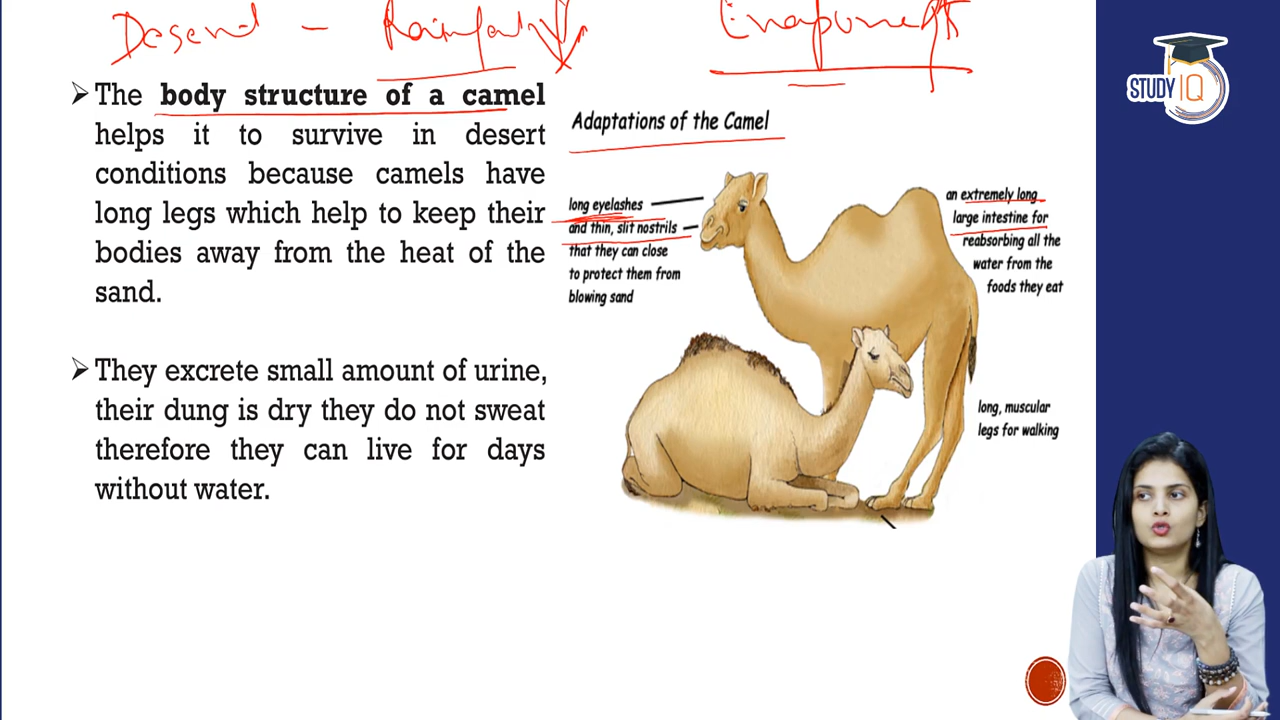 Desend - Rainfall
STUDY IQ
➢ The body structure of a camel
helps it to survive in desert
conditions because camels have
long legs which help to keep their
bodies away from the heat of the
sand.
➢ They excrete small amount of urine,
their dung is dry they do not sweat
therefore they can live for days
without water.
Adaptations of the Camel
long eyelashes
and thin, slit nostrils
that they can close
to protect them from
blowing sand
an extremely long
large intestine for
reabsorbing all the
water from the
foods they eat
long, muscular
legs for walking